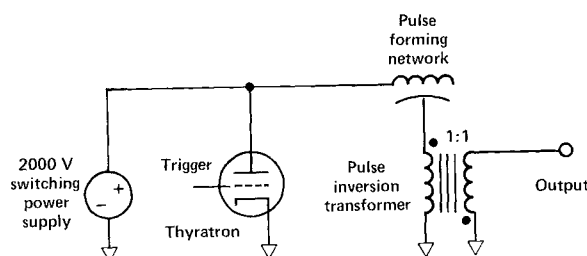 Pulse
forming
network
1:1
2000 V
switching
power
supply
+
−
Trigger
Thyratron
Pulse
inversion
transformer
Output